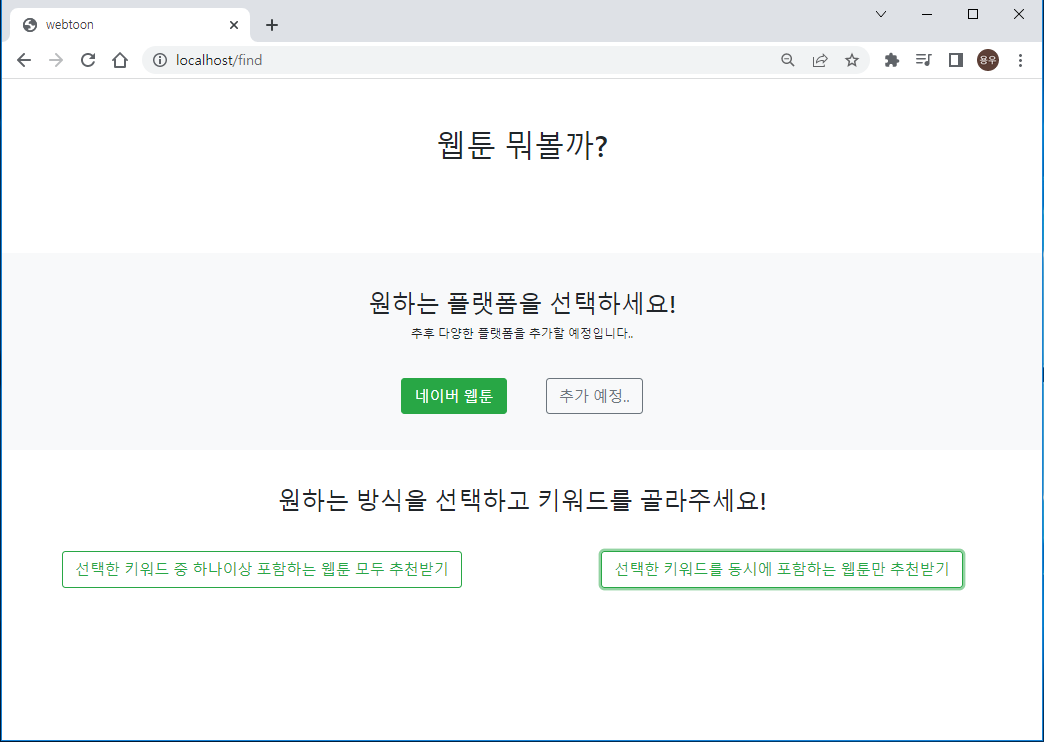 webtoon
localhost/find
용우
웹툰 뭐볼까?
원하는 플랫폼을 선택하세요!
추후 다양한 플랫폼을 추가할 예정입니다..
네이버 웹툰
추가 예정..
원하는 방식을 선택하고 키워드를 골라주세요!
선택한 키워드 중 하나이상 포함하는 웹툰 모두 추천받기
선택한 키워드를 동시에 포함하는 웹툰만 추천받기